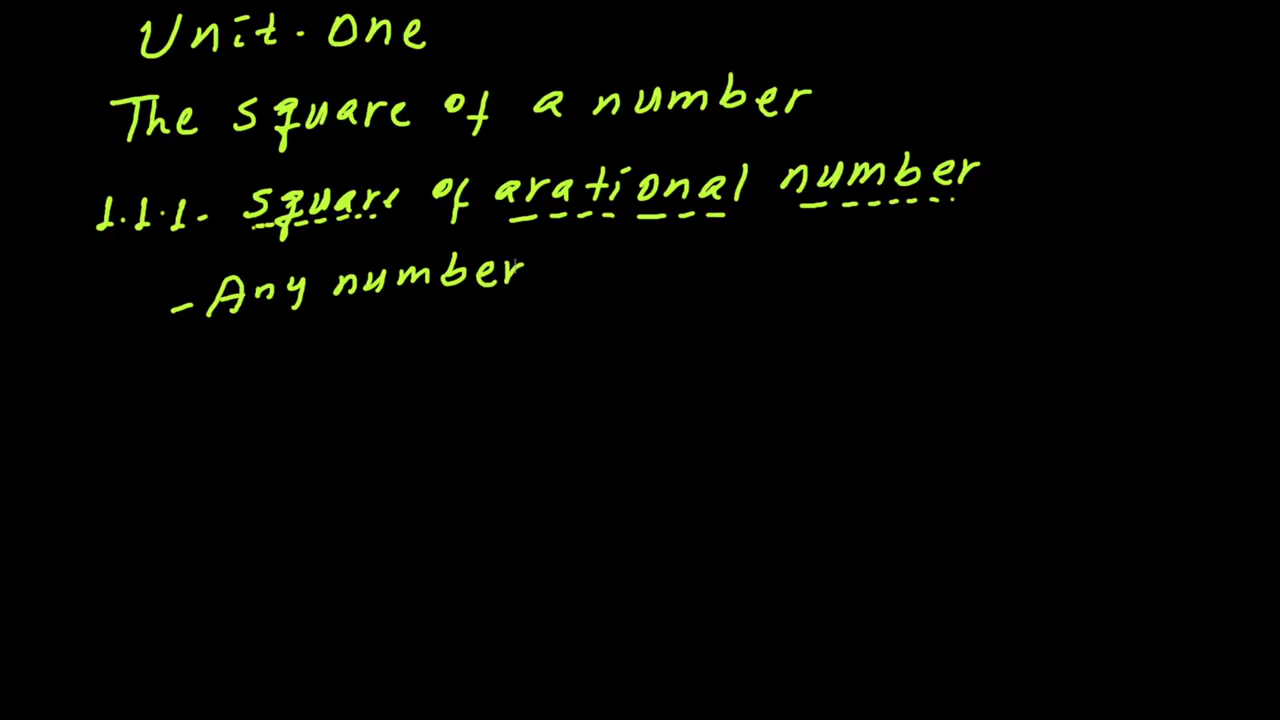 Unit. One
The square of a number
1.1.1. square of arational number
- Any number